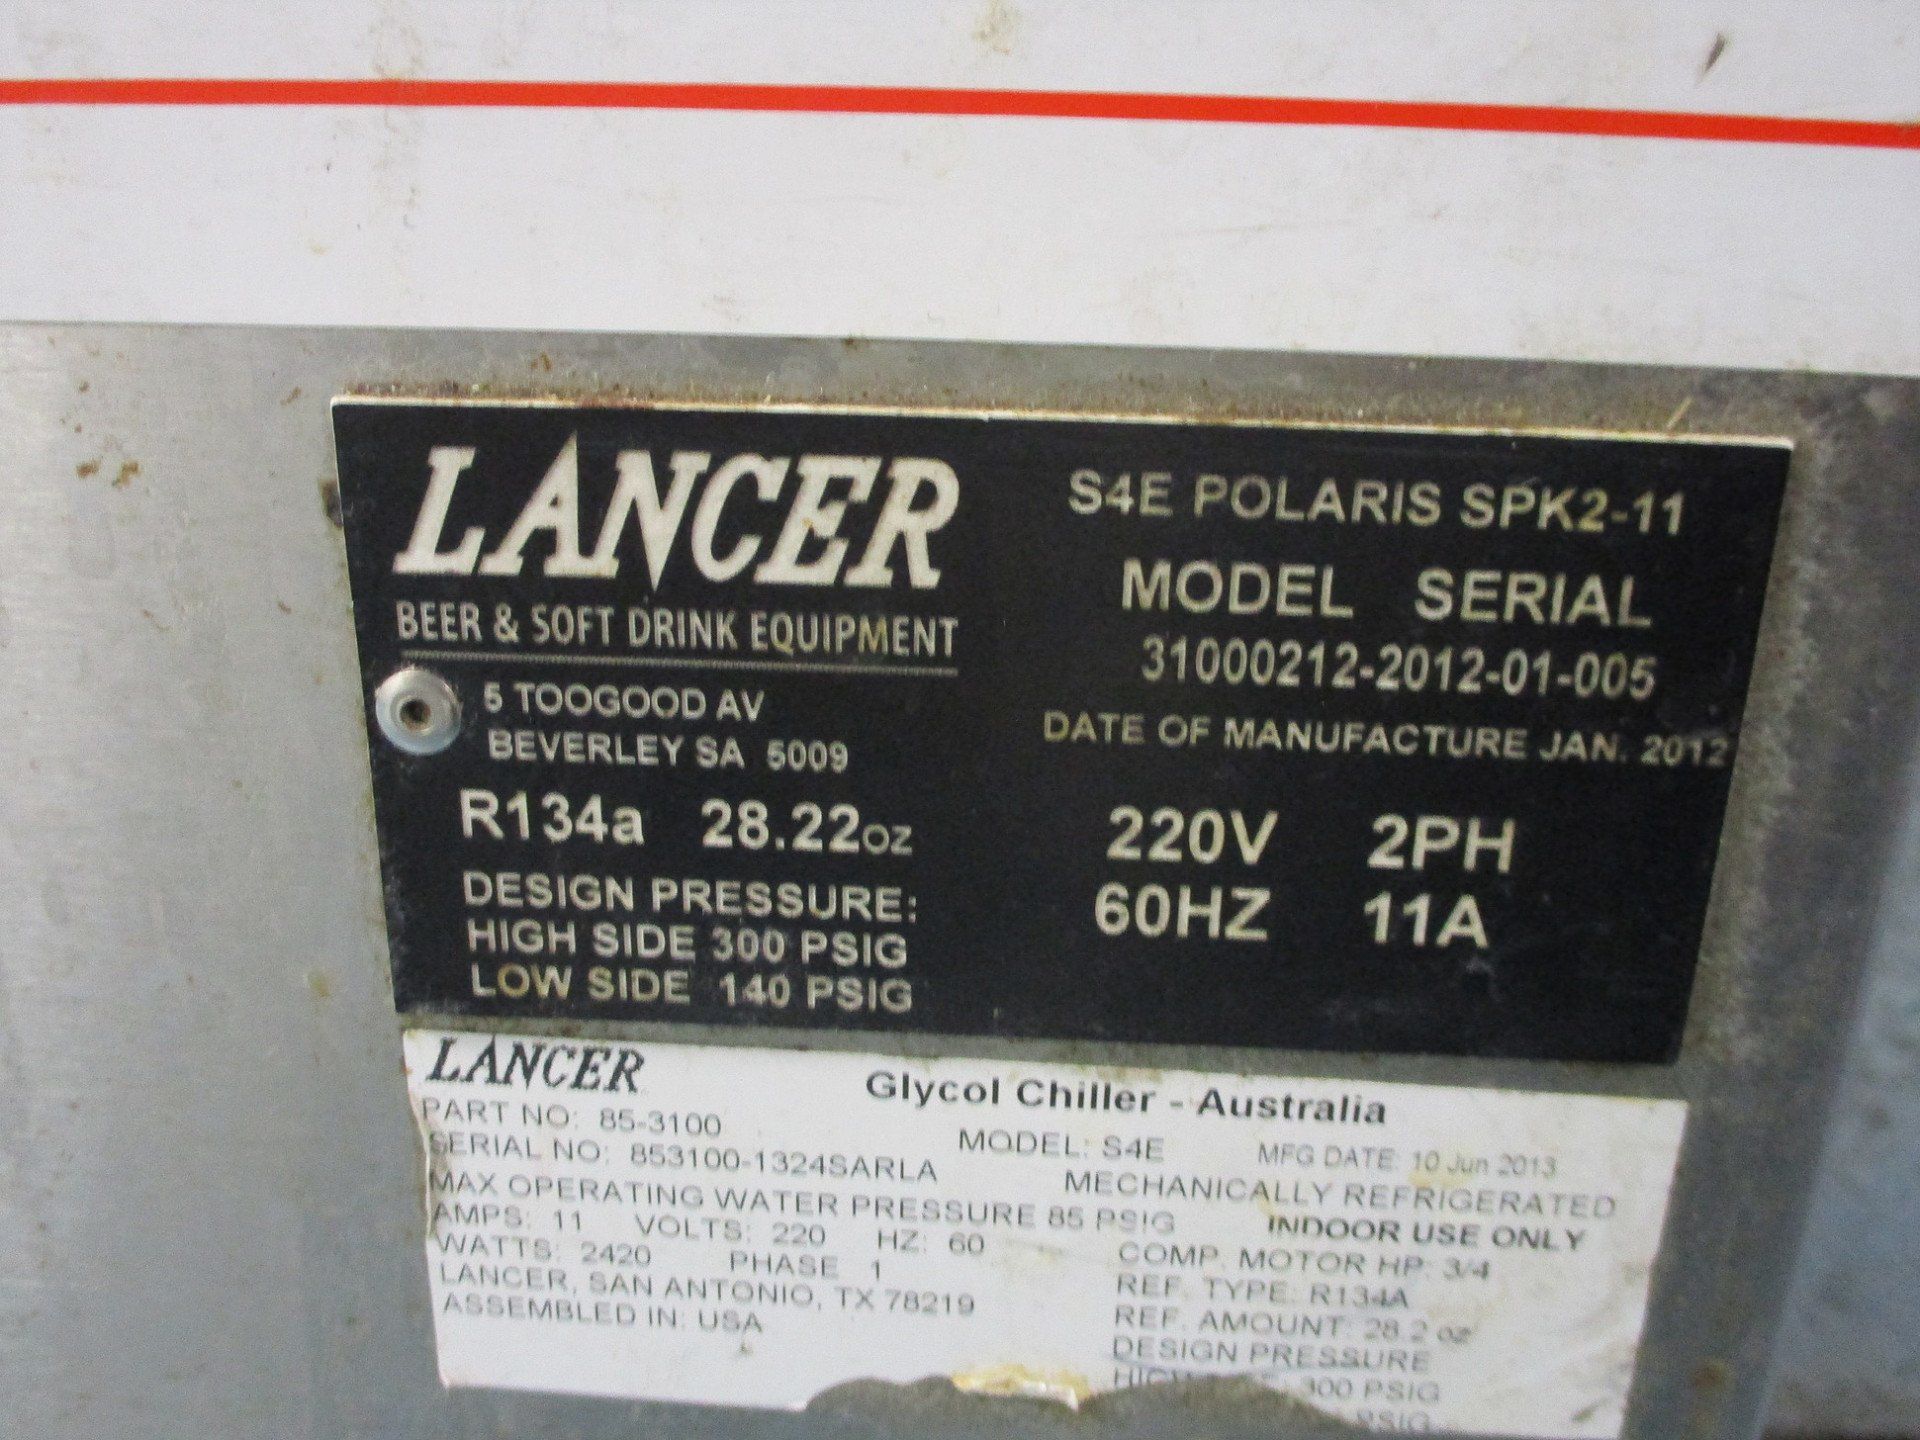 LANCER
BEER & SOFT DRINK EQUIPMENT
5 TOOGOOD AV
BEVERLEY SA 5009
R134a 28.22oz
DESIGN PRESSURE:
HIGH SIDE 300 PSIG
LOW SIDE 140 PSIG
S4E POLARIS SPK2-11
MODEL SERIAL
31000212-2012-01-005
DATE OF MANUFACTURE JAN. 2012
220V 2PH
60HZ 11A
LANCER
Glycol Chiller - Australia
PART NO: 85-3100
MODEL: S4E MFG DATE: 10 Jun 2013
SERIAL NO: 853100-1324SARLA
MECHANICALLY REFRIGERATED
MAX OPERATING WATER PRESSURE 85 PSIG
INDOOR USE ONLY
AMPS: 11 VOLTS: 220 HZ: 60
COMP. MOTOR HP: 3/4
WATTS: 2420 PHASE 1
REF. TYPE: R134A
LANCER, SAN ANTONIO, TX 78219
REF. AMOUNT: 28.2 oz
ASSEMBLED IN: USA
DESIGN PRESSURE
300 PSIG
PSIG